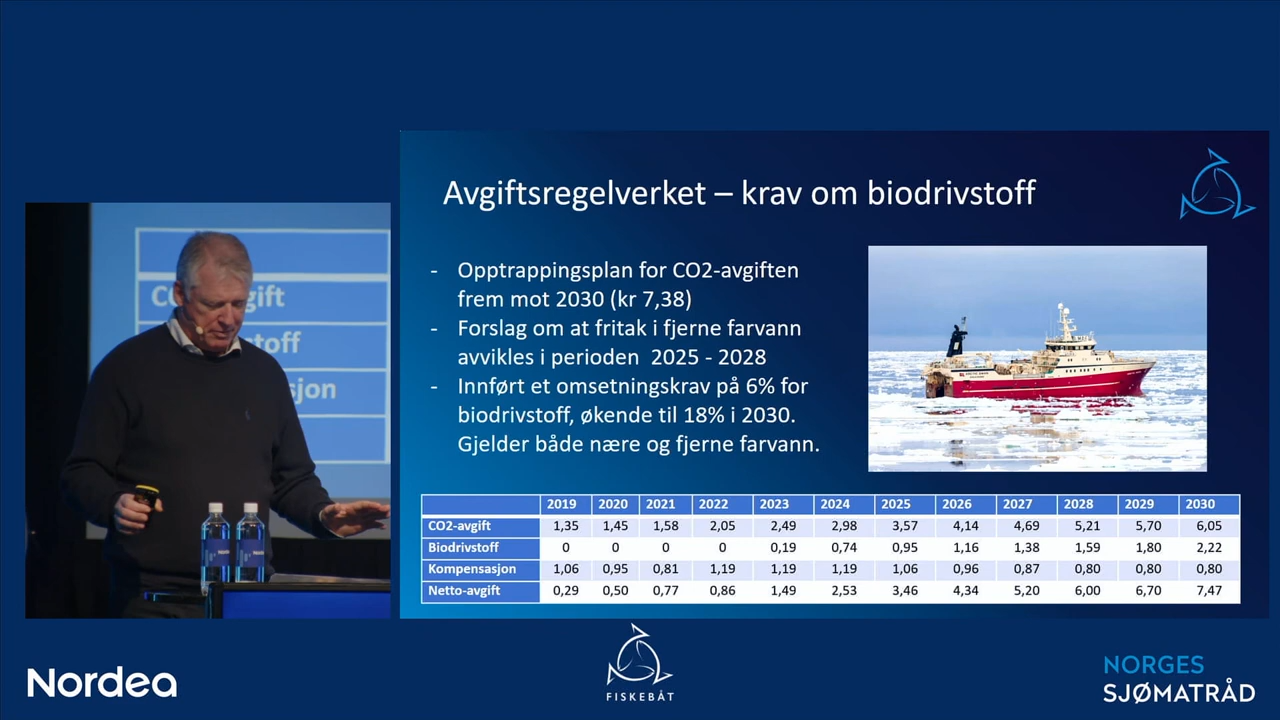 Avgiftsregelverket – krav om biodrivstoff
- Opptrappingsplan for CO2-avgiften
frem mot 2030 (kr 7,38)
- Forslag om at fritak i fjerne farvann
avvikles i perioden 2025 - 2028
- Innført et omsetningskrav på 6% for
biodrivstoff, økende til 18% i 2030.
Gjelder både nære og fjerne farvann.
2019 2020 2021 2022 2023 2024 2025 2026 2027 2028 2029 2030
CO2-avgift 1,35 1,45 1,58 2,05 2,49 2,98 3,57 4,14 4,69 5,21 5,70 6,05
Biodrivstoff 0 0 0 0 0,19 0,74 0,95 1,16 1,38 1,59 1,80 2,22
Kompensasjon 1,06 0,95 0,81 1,19 1,19 1,19 1,06 0,96 0,87 0,80 0,80 0,80
Netto-avgift 0,29 0,50 0,77 0,86 1,49 2,53 3,46 4,34 5,20 6,00 6,70 7,47
Nordea
FISKEBÅT
NORGES
SJØMATRÅD